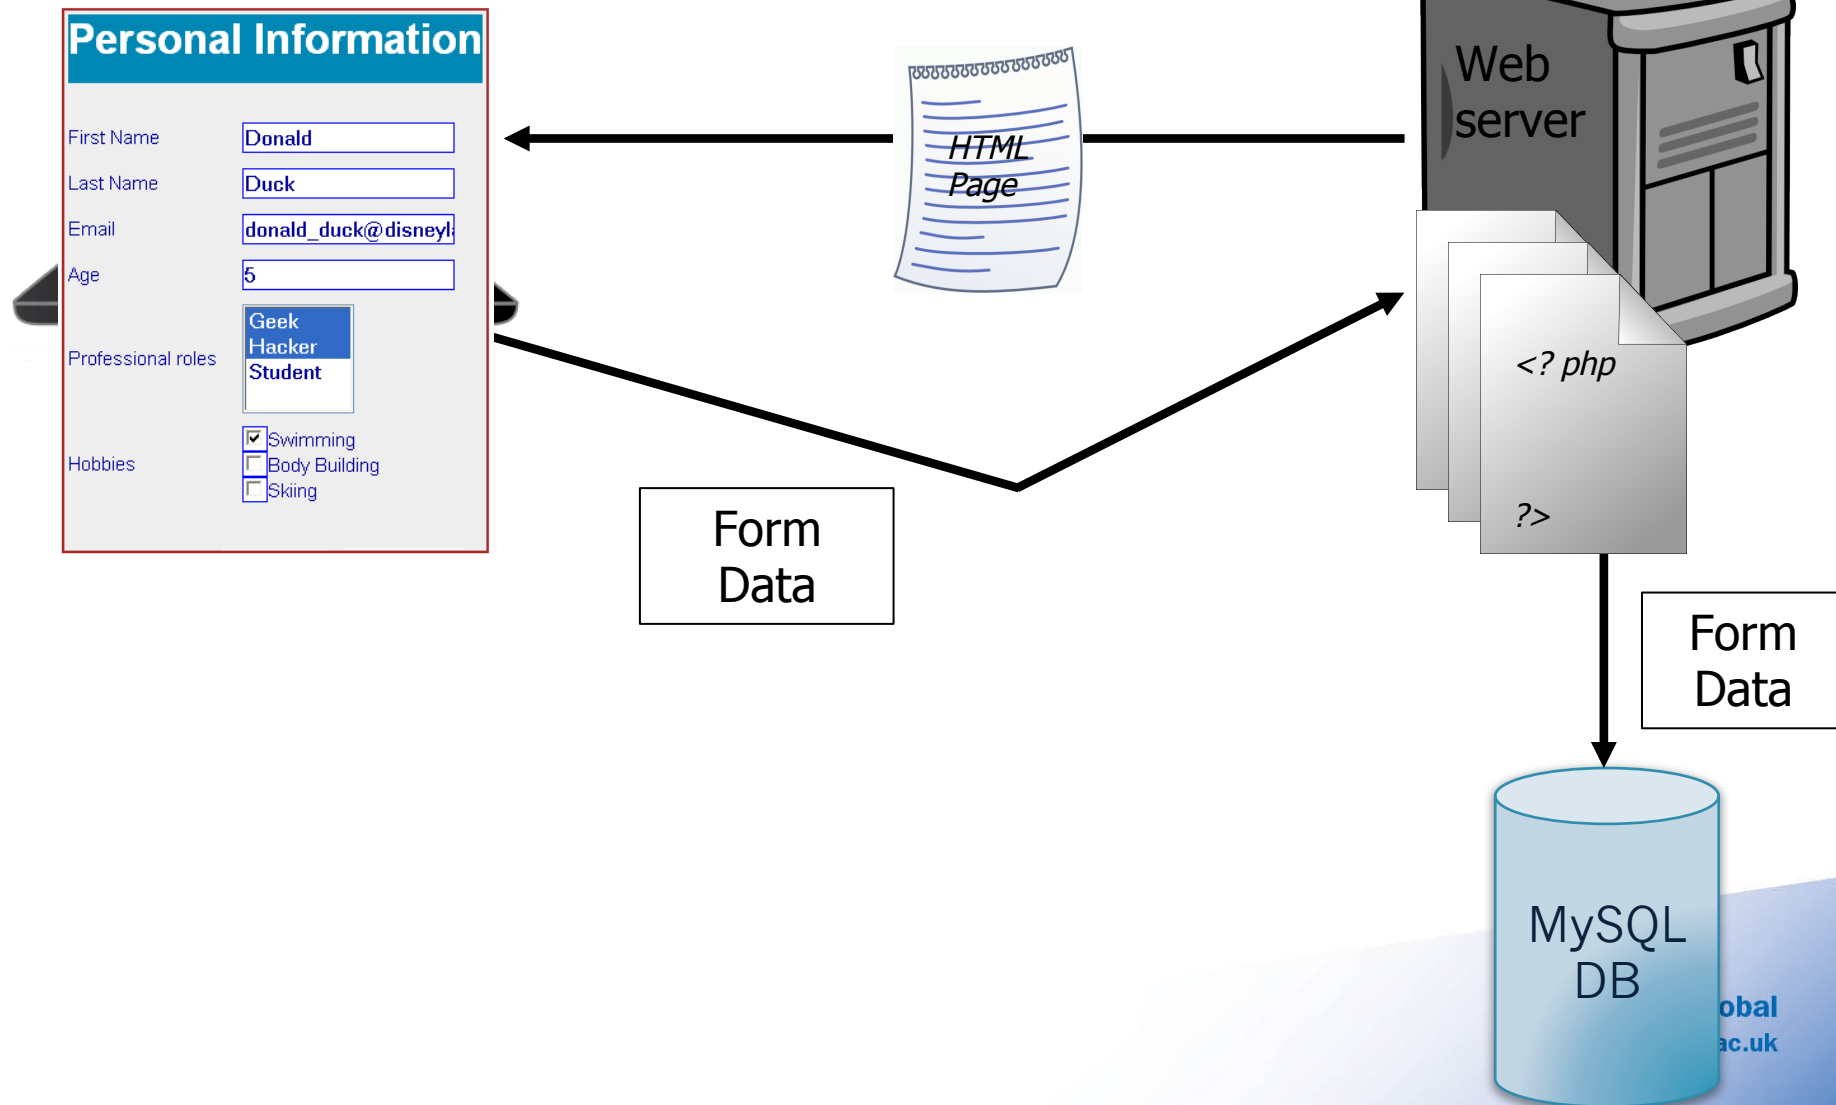 Personal Information
First Name
Donald
Last Name
Duck
Email
donald_duck@disneyl
Age
5
Professional roles
Geek
Hacker
Student
Hobbies
Swimming
Body Building
Skiing
HTML
Page
Web
server
<? php
?>
Form
Data
Form
Data
MySQL
DB
obal
ac.uk